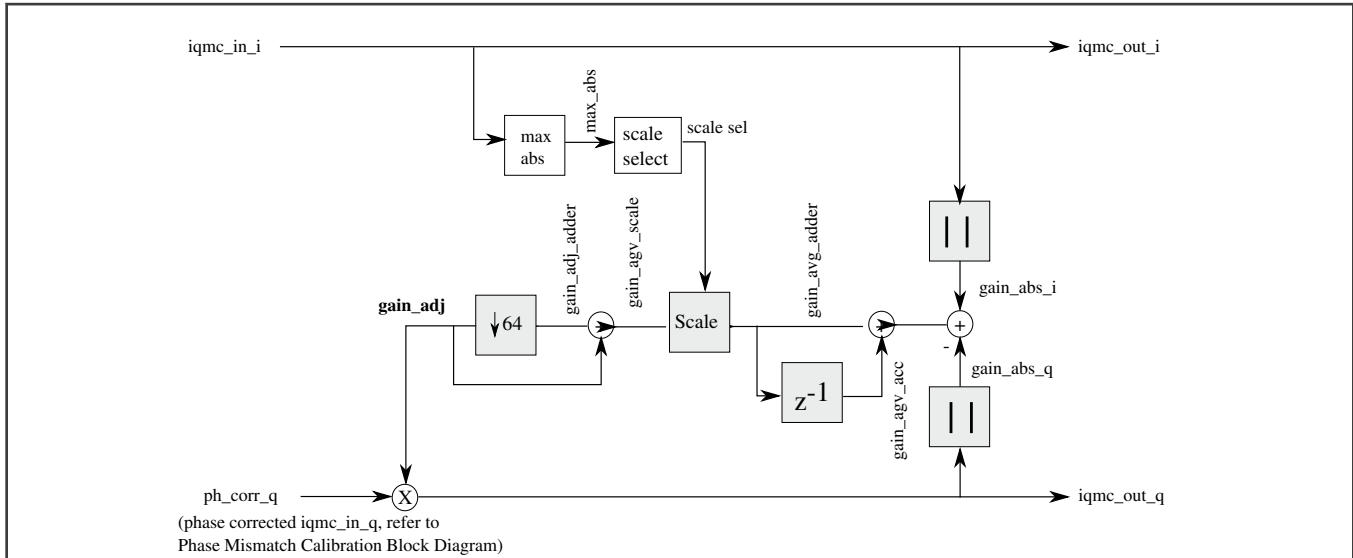 iqmc_in_i
iqmc_out_i
max_abs
max
abs
scale
select
scale sel
gain_adj_adder
gain_agv_scale
gain_avg_adder
| |
gain_abs_i
gain_adj
↓64
Scale
+
-
z-1
gain_agv_acc
gain_abs_q
| |
ph_corr_q
X
iqmc_out_q
(phase corrected iqmc_in_q, refer to
Phase Mismatch Calibration Block Diagram)